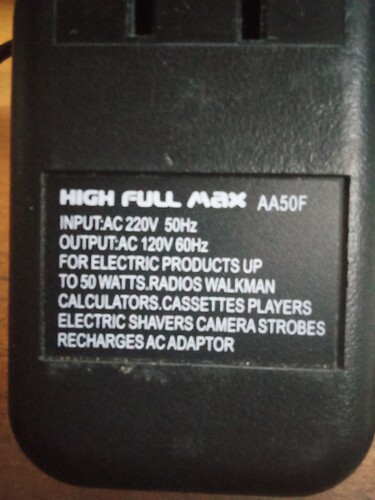 HIGH FULL MAX AA50F
INPUT:AC 220V 50Hz
OUTPUT:AC 120V 60Hz
FOR ELECTRIC PRODUCTS UP
TO 50 WATTS.RADIOS WALKMAN
CALCULATORS.CASSETTES PLAYERS
ELECTRIC SHAVERS CAMERA STROBES
RECHARGES AC ADAPTOR